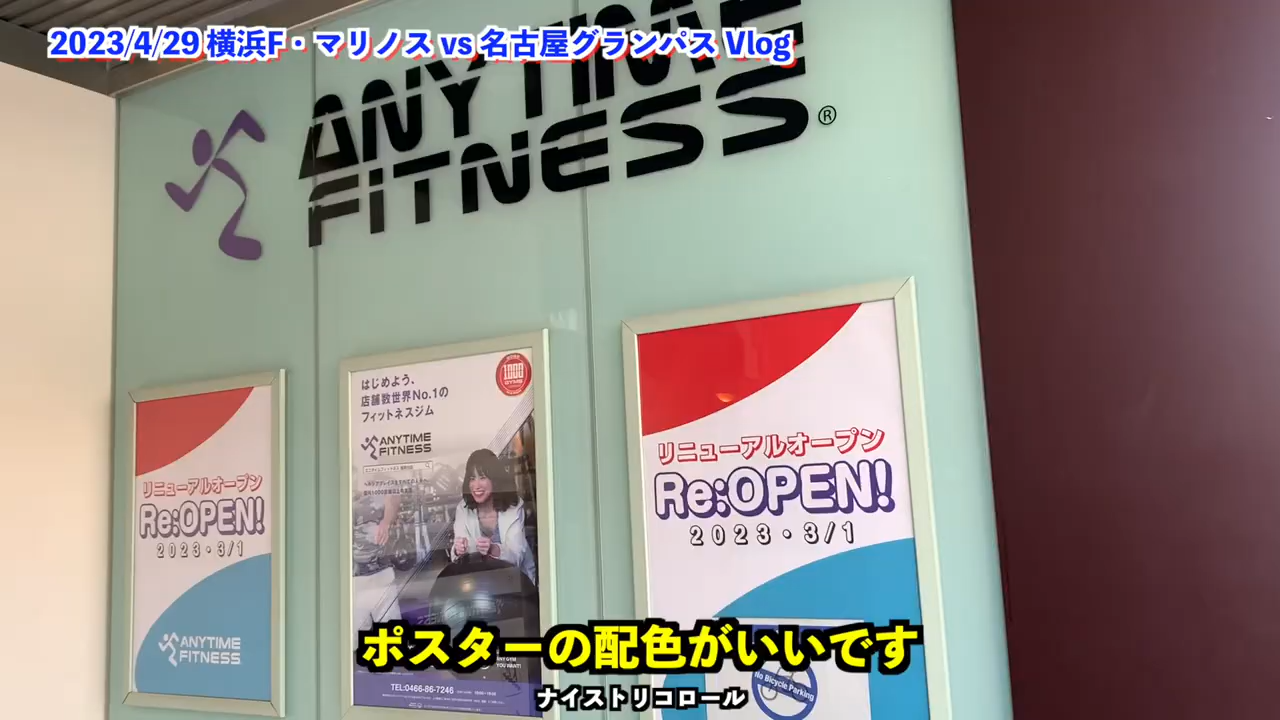 2023/4/29 横浜F・マリノス vs 名古屋グランパス Vlog
ANYTIME
FITNESS®
リニューアルオープン
Re:OPEN!
2023・3/1
ANYTIME
FITNESS
はじめよう、
店舗数世界No.1の
フィットネスジム
1000
GYMS
ANYTIME
FITNESS
ANY GYM
YOU WANT!
TEL:0466-86-7246
リニューアルオープン
Re:OPEN!
2023・3/1
No Bicycle Parking
ポスターの配色がいいです
ナイストリコロール